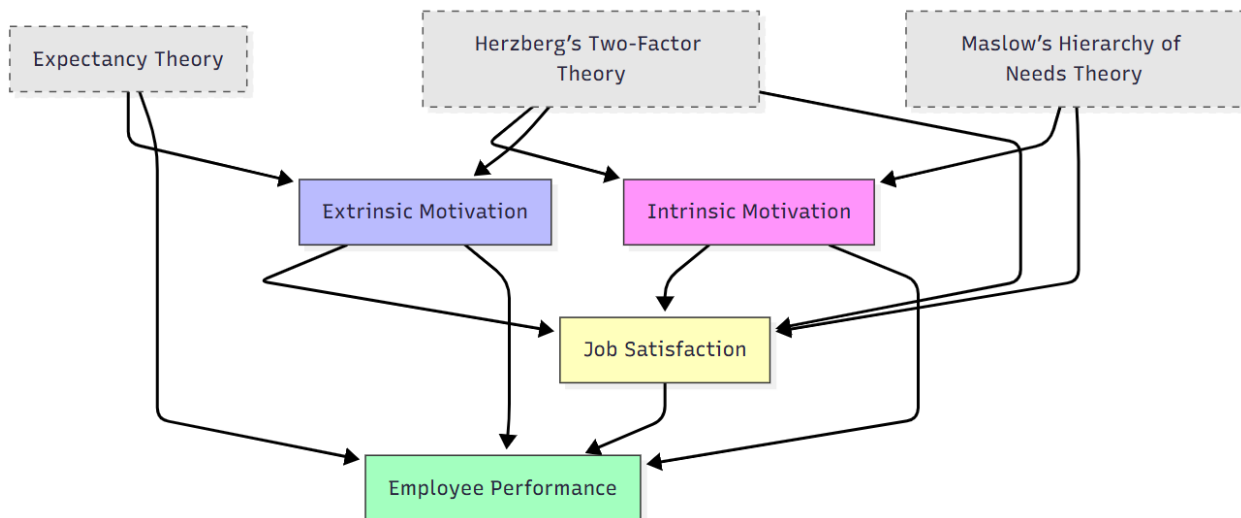 Expectancy Theory
Herzberg's Two-Factor
Theory
Maslow's Hierarchy of
Needs Theory
Extrinsic Motivation
Intrinsic Motivation
Job Satisfaction
Employee Performance